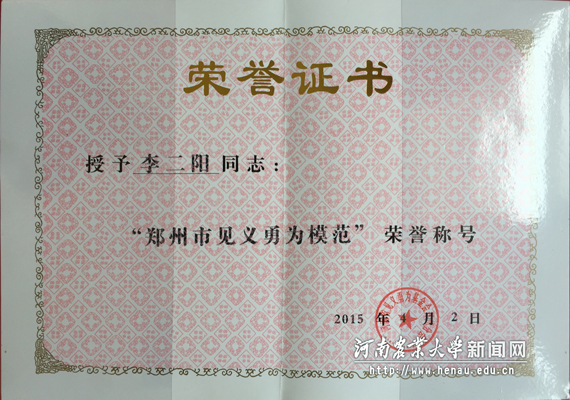 荣誉证书
授予 李二阳 同志：
“郑州市见义勇为模范”荣誉称号
2015 年 月 2 日
河南农业大学新闻网
www.henau.edu.cn